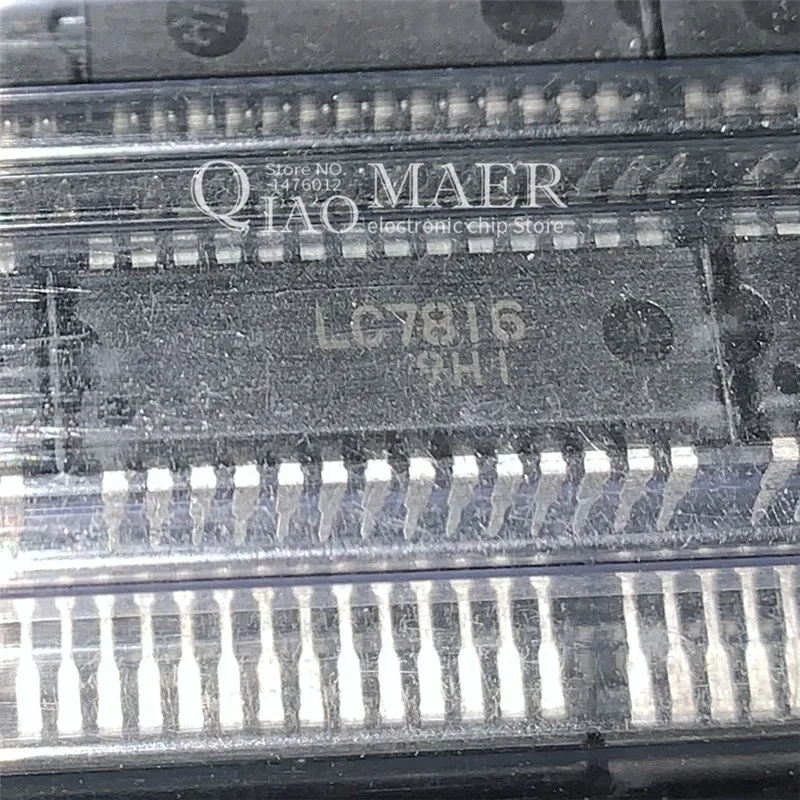 Store NO.
1476012
QIAO MAER
electronic chip Store
LC7816
9H1